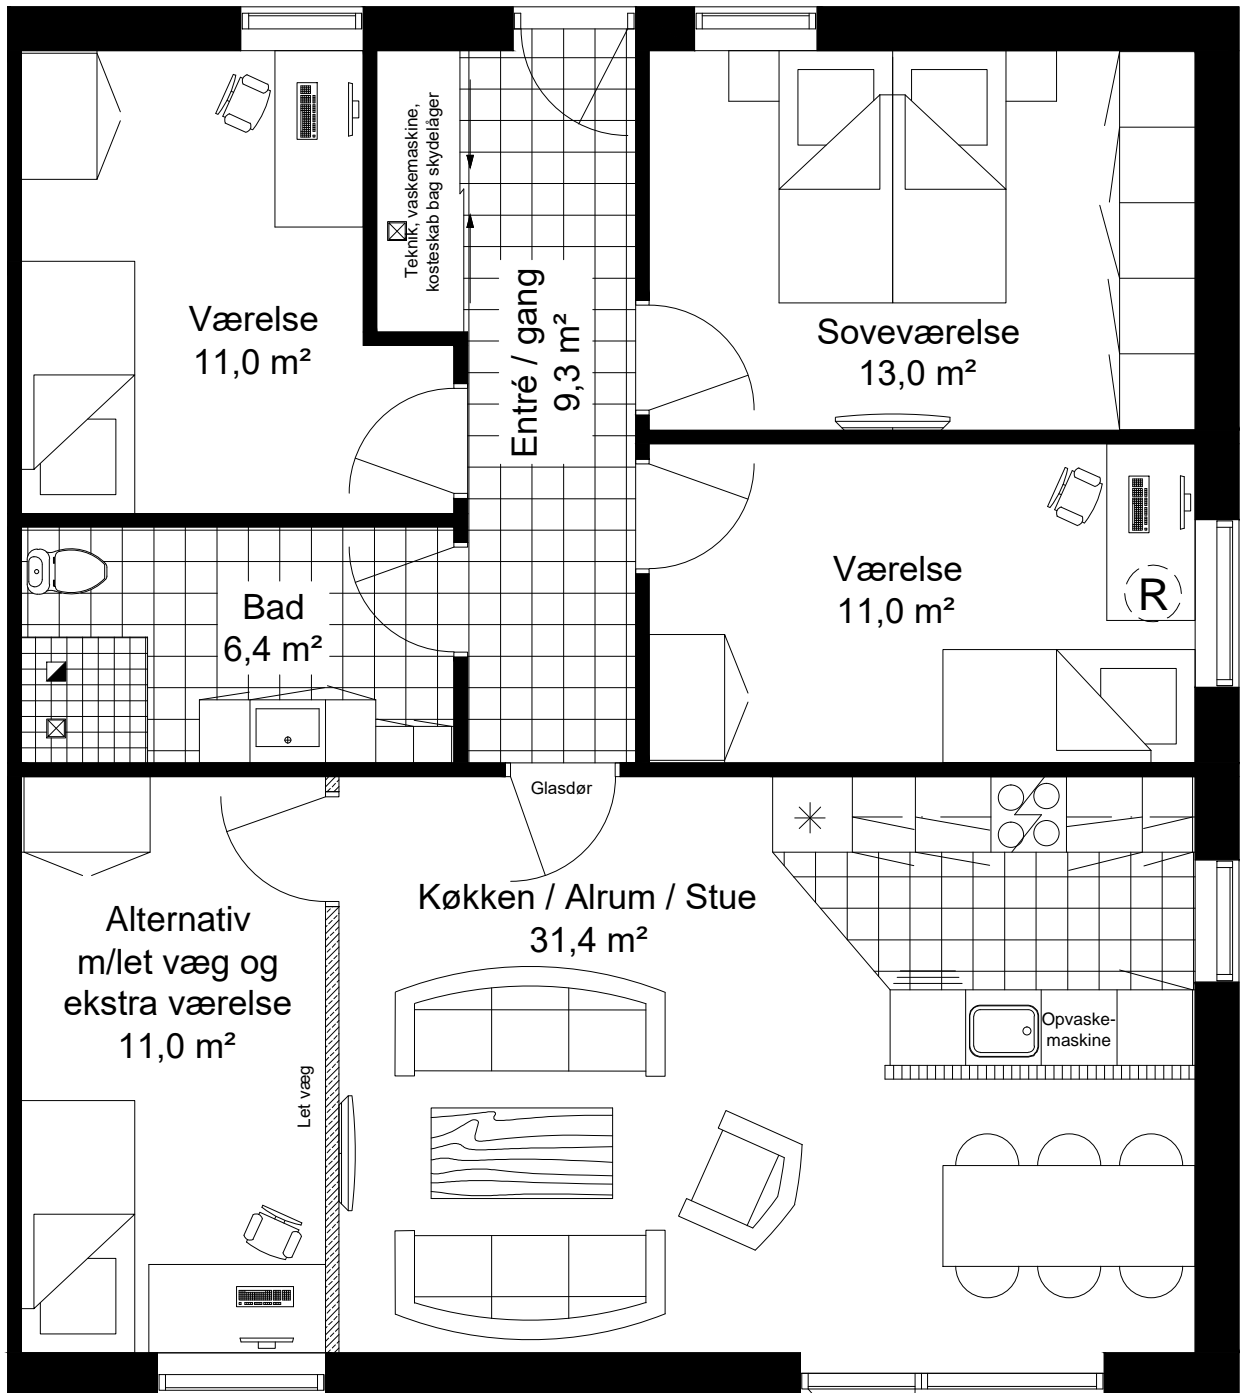 Teknik, vaskemaskine,
kosteskab bag skydelåger
Værelse
11,0 m²
Entré / gang
9,3 m²
Soveværelse
13,0 m²
Værelse
11,0 m²
R
Bad
6,4 m²
Glasdør
Køkken / Alrum / Stue
31,4 m²
Alternativ
m/let væg og
ekstra værelse
11,0 m²
Opvaske-
maskine
Let væg